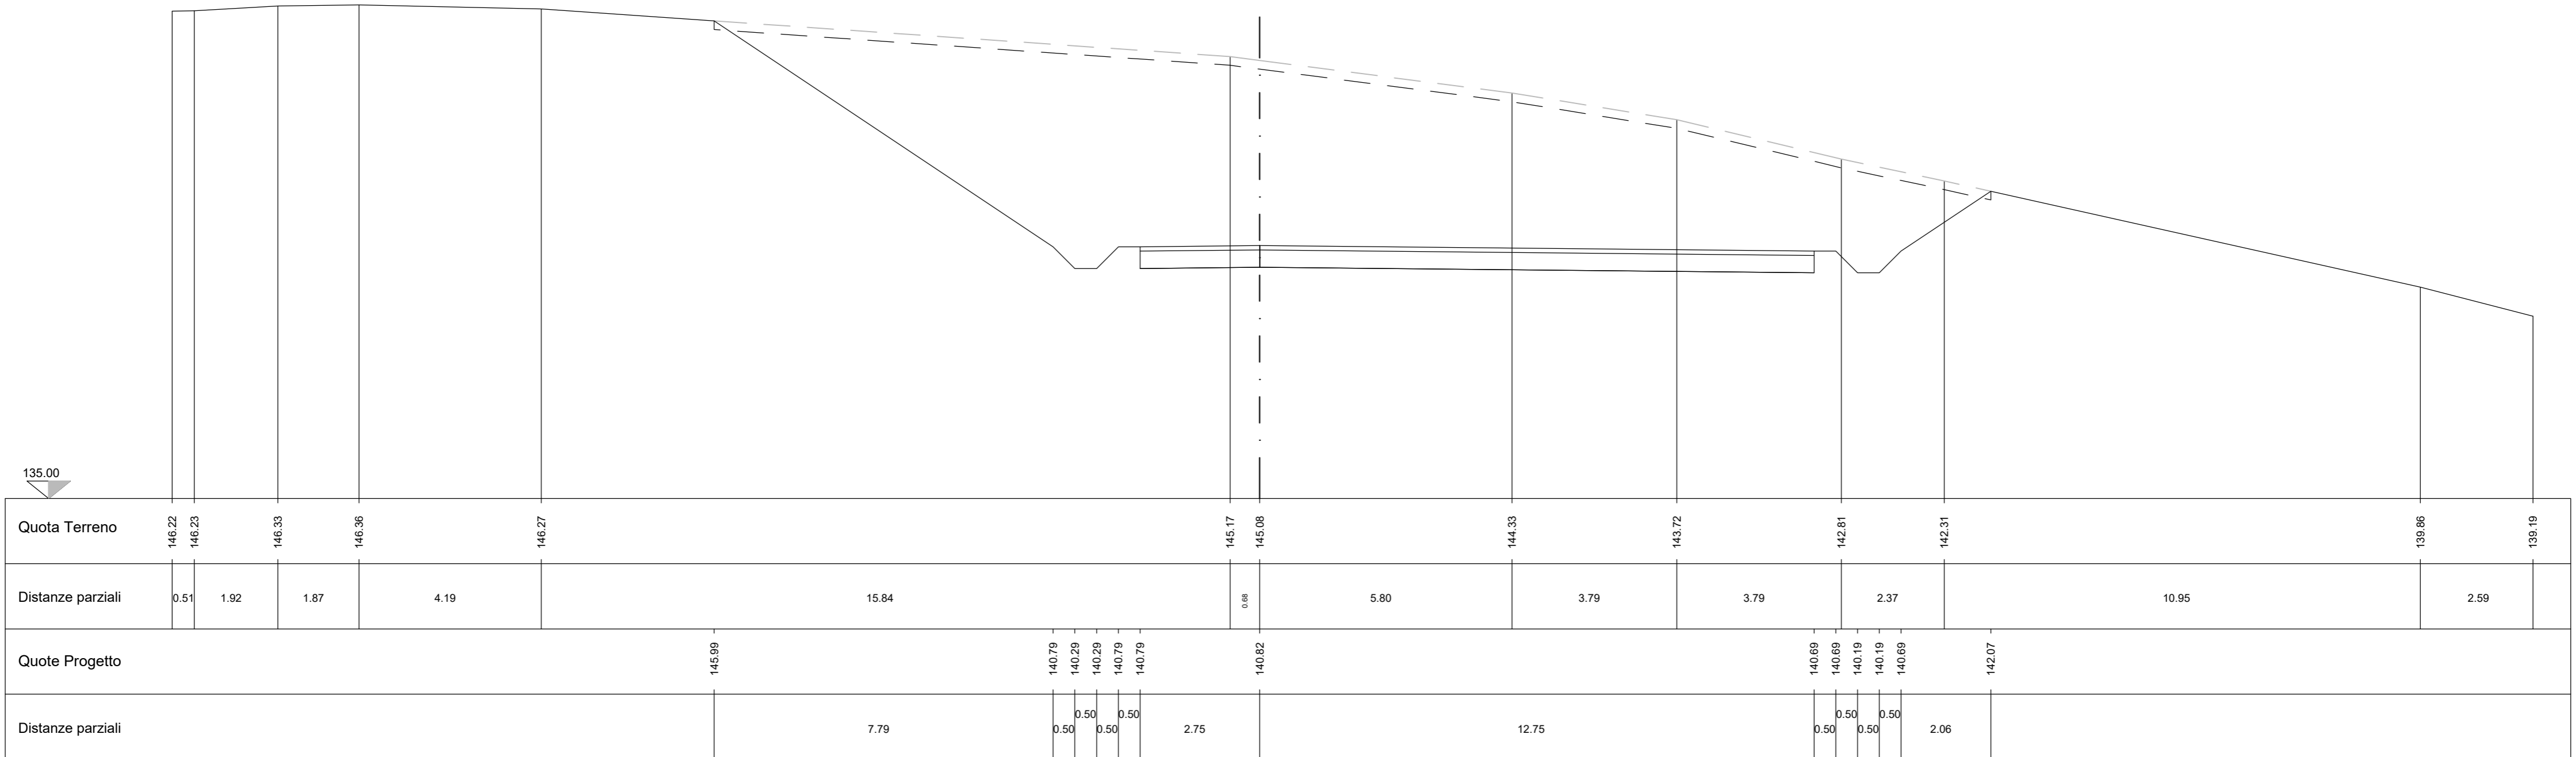 135.00
Quota Terreno 146.22 146.23 146.33 146.36 146.27 145.17 145.08 144.33 143.72 142.81 142.31 139.86 139.19
Distanze parziali 0.51 1.92 1.87 4.19 15.84 0.68 5.80 3.79 3.79 2.37 10.95 2.59
Quote Progetto 145.99 140.79 140.29 140.29 140.79 140.79 140.82 140.69 140.69 140.19 140.19 140.69 142.07
Distanze parziali 7.79 0.50 0.50 0.50 0.50 2.75 12.75 0.50 0.50 0.50 0.50 2.06